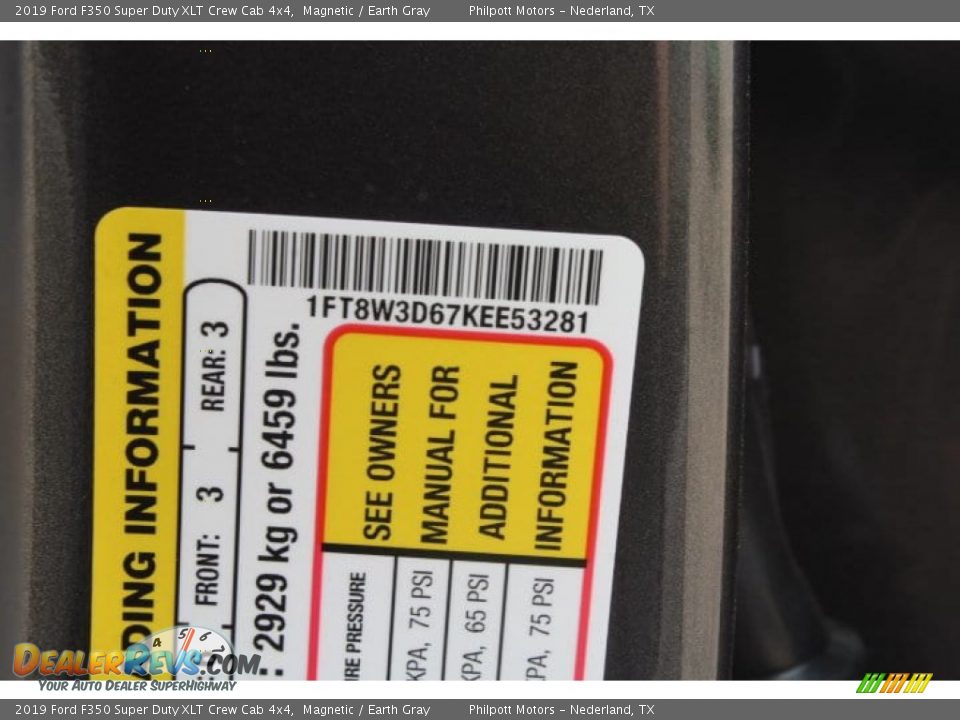 2019 Ford F350 Super Duty XLT Crew Cab 4x4, Magnetic / Earth Gray Philpott Motors – Nederland, TX
1FT8W3D67KEE53281
DING INFORMATION
FRONT: 3 REAR: 3
: 2929 kg or 6459 lbs.
SEE OWNERS
MANUAL FOR
ADDITIONAL
INFORMATION
IRE PRESSURE
KPA, 75 PSI
KPA, 65 PSI
KPA, 75 PSI
DealerRevs.com
Your Auto Dealer SuperHighway
2019 Ford F350 Super Duty XLT Crew Cab 4x4, Magnetic / Earth Gray Philpott Motors – Nederland, TX